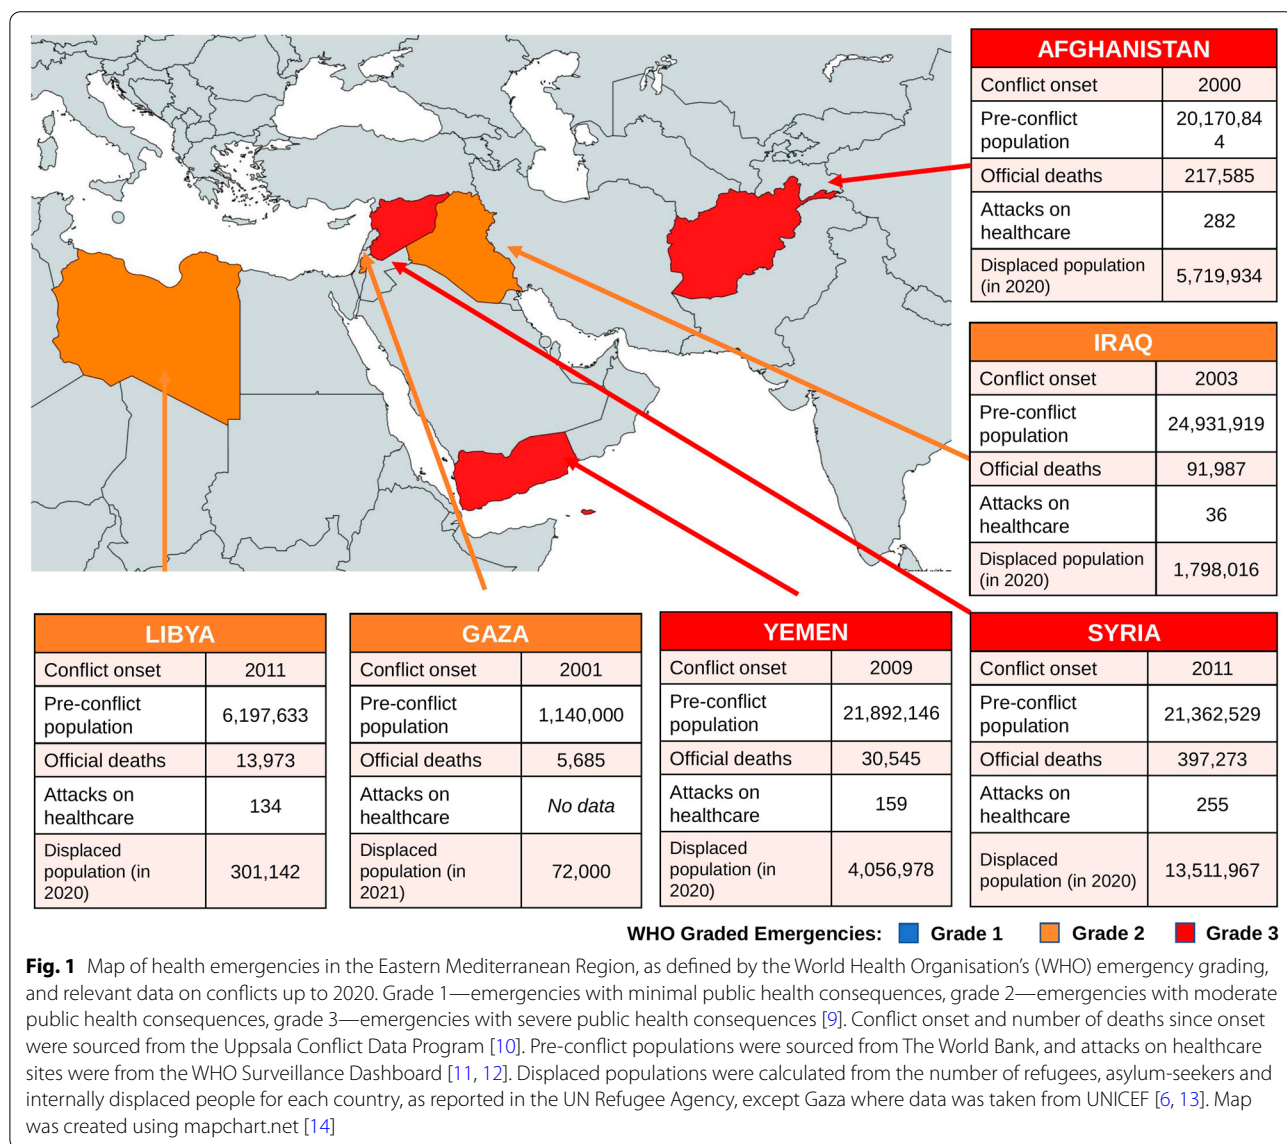 AFGHANISTAN
Conflict onset 2000
Pre-conflict population 20,170,84
4
Official deaths 217,585
Attacks on healthcare 282
Displaced population (in 2020) 5,719,934
IRAQ
Conflict onset 2003
Pre-conflict population 24,931,919
Official deaths 91,987
Attacks on healthcare 36
Displaced population (in 2020) 1,798,016
LIBYA
Conflict onset 2011
Pre-conflict population 6,197,633
Official deaths 13,973
Attacks on healthcare 134
Displaced population (in 2020) 301,142
GAZA
Conflict onset 2001
Pre-conflict population 1,140,000
Official deaths 5,685
Attacks on healthcare No data
Displaced population (in 2021) 72,000
YEMEN
Conflict onset 2009
Pre-conflict population 21,892,146
Official deaths 30,545
Attacks on healthcare 159
Displaced population (in 2020) 4,056,978
SYRIA
Conflict onset 2011
Pre-conflict population 21,362,529
Official deaths 397,273
Attacks on healthcare 255
Displaced population (in 2020) 13,511,967
WHO Graded Emergencies: Grade 1 Grade 2 Grade 3
Fig. 1 Map of health emergencies in the Eastern Mediterranean Region, as defined by the World Health Organisation's (WHO) emergency grading,
and relevant data on conflicts up to 2020. Grade 1—emergencies with minimal public health consequences, grade 2—emergencies with moderate
public health consequences, grade 3—emergencies with severe public health consequences [9]. Conflict onset and number of deaths since onset
were sourced from the Uppsala Conflict Data Program [10]. Pre-conflict populations were sourced from The World Bank, and attacks on healthcare
sites were from the WHO Surveillance Dashboard [11, 12]. Displaced populations were calculated from the number of refugees, asylum-seekers and
internally displaced people for each country, as reported in the UN Refugee Agency, except Gaza where data was taken from UNICEF [6, 13]. Map
was created using mapchart.net [14]